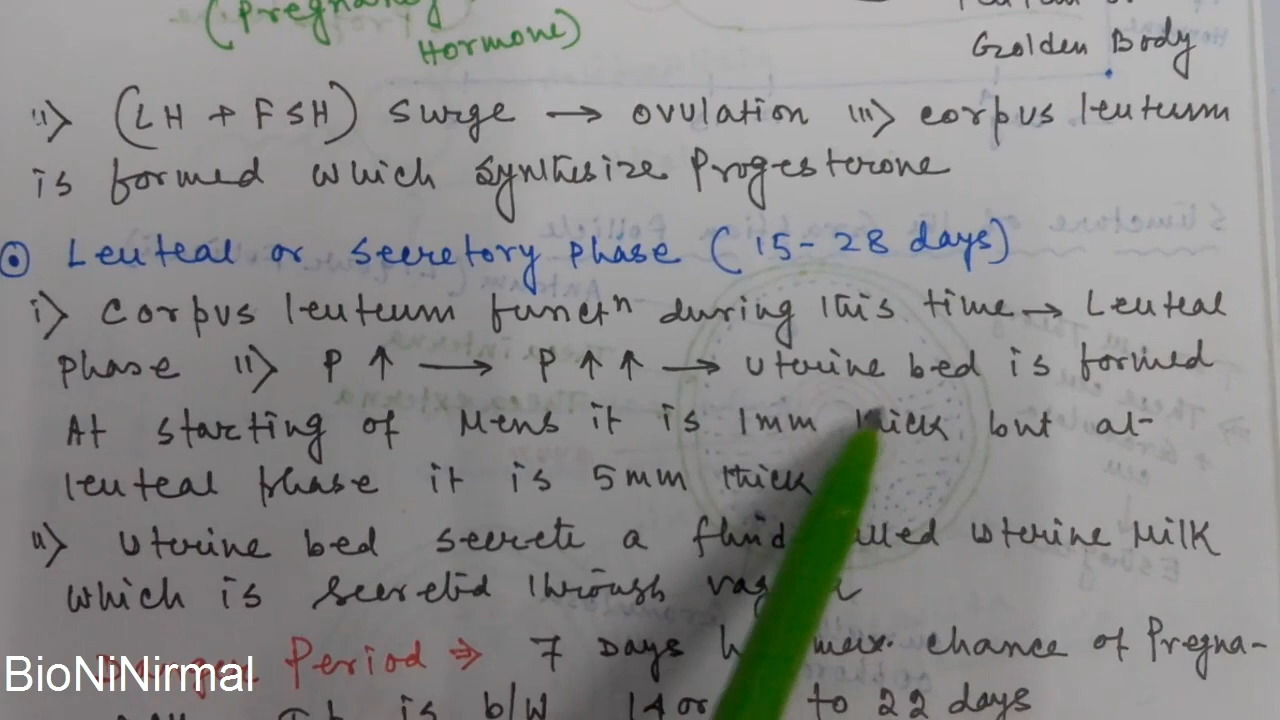 (Pregnancy
Hormone)
Golden Body
ii) (LH + FSH) surge → ovulation iii) corpus leuteum
is formed which synthesize Progesterone
Leuteal or secretory phase (15-28 days)
i) Corpus leuteum functn during this time → Leuteal
phase ii) P ↑ → P ↑ ↑ → uterine bed is formed
At starting of Mens it is 1mm thick but at
leuteal phase it is 5mm thick
ii) uterine bed secrete a fluid called uterine Milk
which is secreted through
Period ⇒ 7 Days max. chance of Pregna-
It is b/w 14 or to 22 days
BioNiNirmal